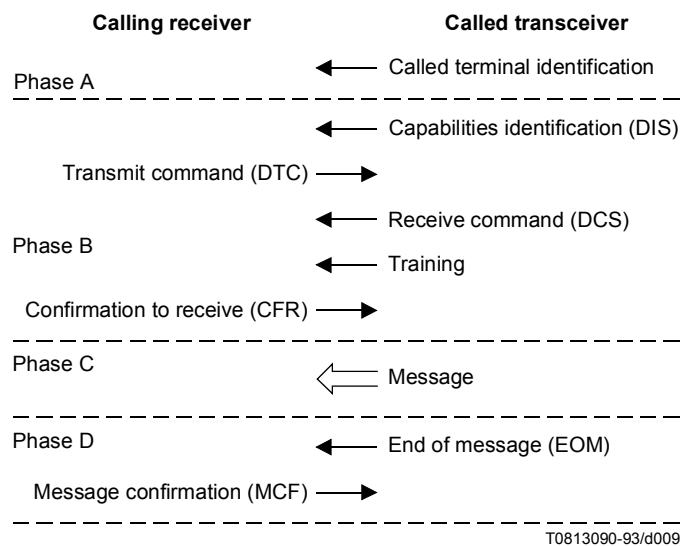 Calling receiver Called transceiver
Called terminal identification
Phase A
Capabilities identification (DIS)
Transmit command (DTC)
Receive command (DCS)
Phase B
Training
Confirmation to receive (CFR)
Phase C
Message
Phase D
End of message (EOM)
Message confirmation (MCF)
T0813090-93/d009